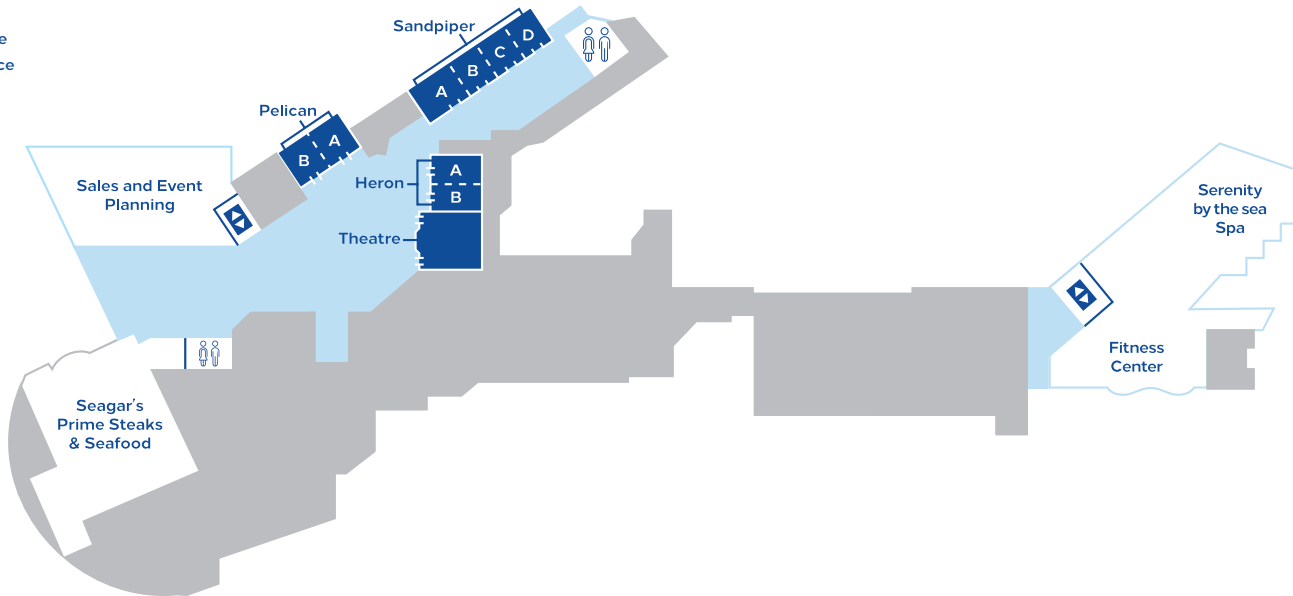 Sandpiper
A
B
C
D
e
ce
Pelican
B
A
Sales and Event
Planning
Heron
A
B
Theatre
Serenity
by the sea
Spa
Fitness
Center
Seagar's
Prime Steaks
& Seafood